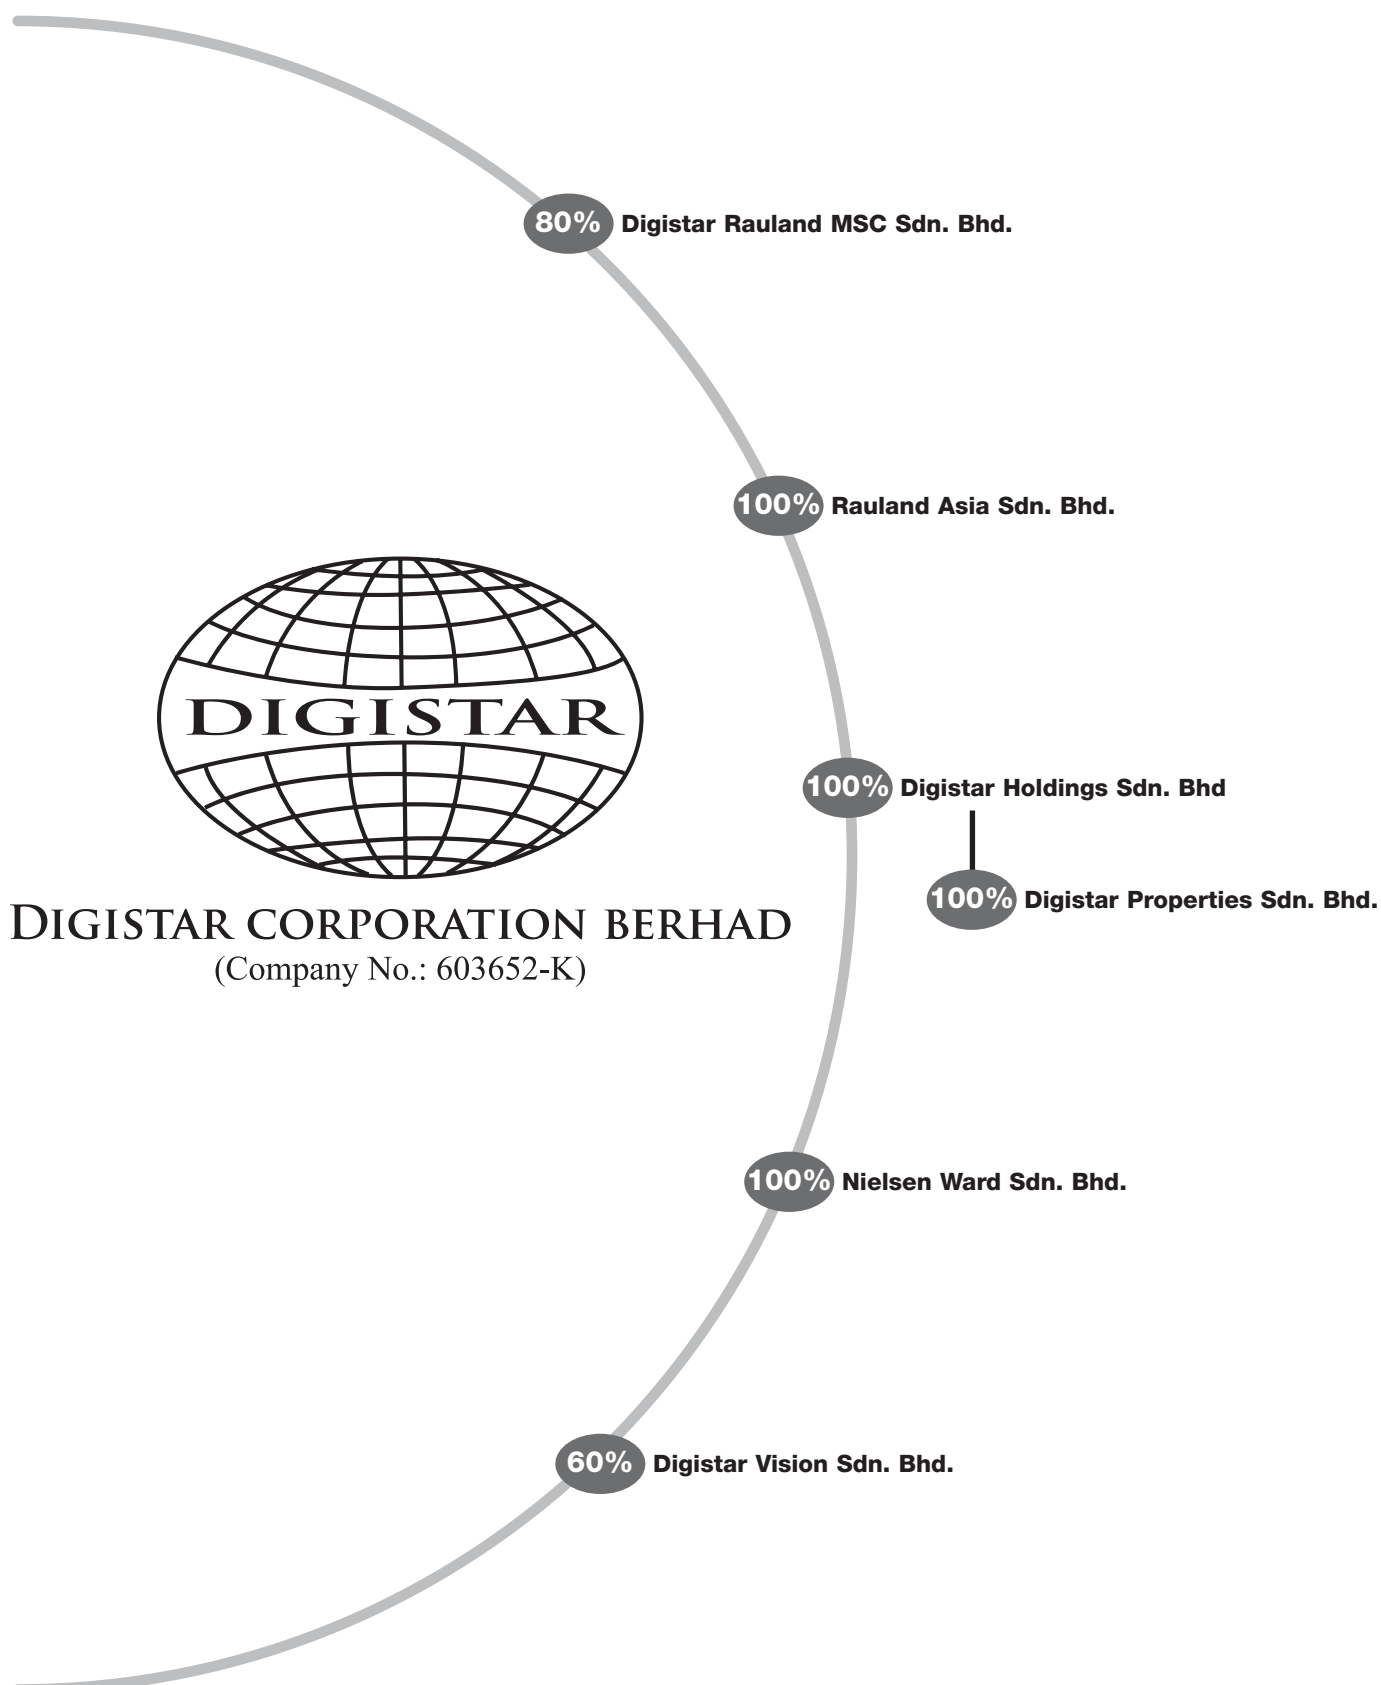 80% Digistar Rauland MSC Sdn. Bhd.
100% Rauland Asia Sdn. Bhd.
DIGISTAR
100% Digistar Holdings Sdn. Bhd
100% Digistar Properties Sdn. Bhd.
DIGISTAR CORPORATION BERHAD
(Company No.: 603652-K)
100% Nielsen Ward Sdn. Bhd.
60% Digistar Vision Sdn. Bhd.